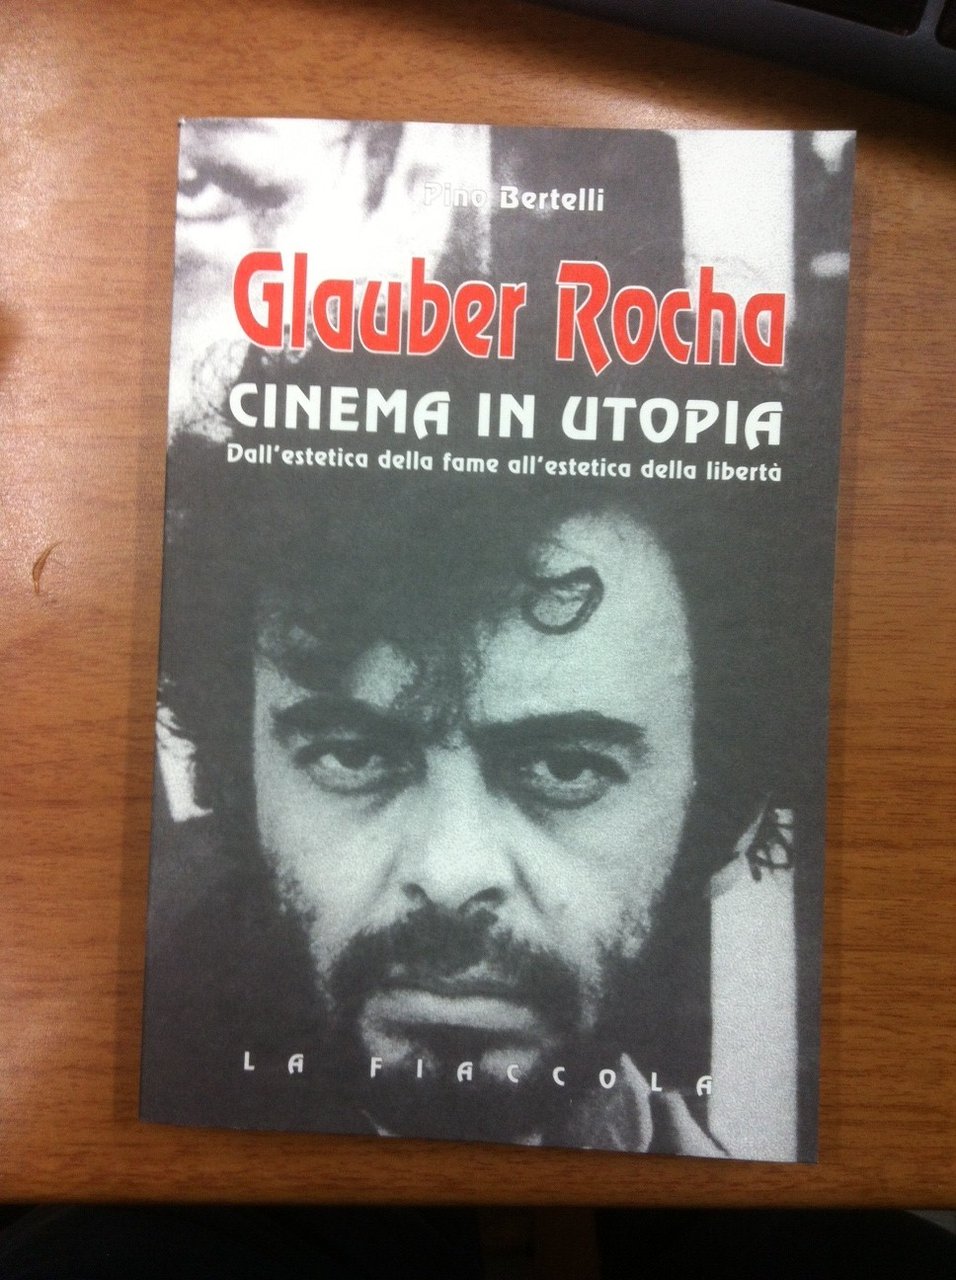 Pino Bertelli
Glauber Rocha
CINEMA IN UTOPIA
Dall'estetica della fame all'estetica della libertà
LA FIACCOLA